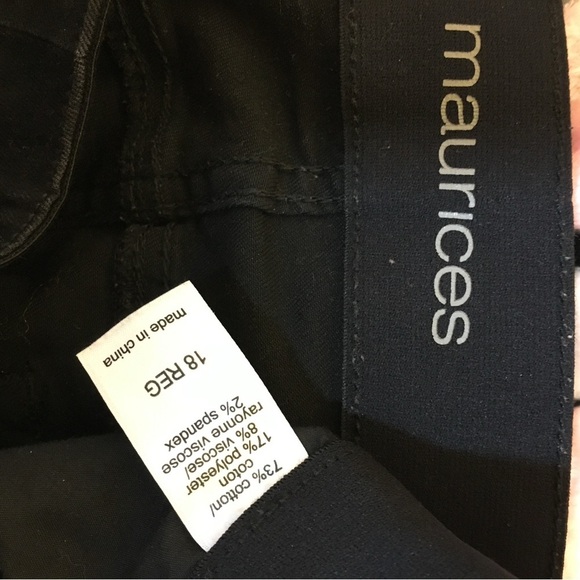 maurices
made in china
18 REG
73% cotton/
coton
17% polyester
8% viscose/
rayonne viscose
2% spandex